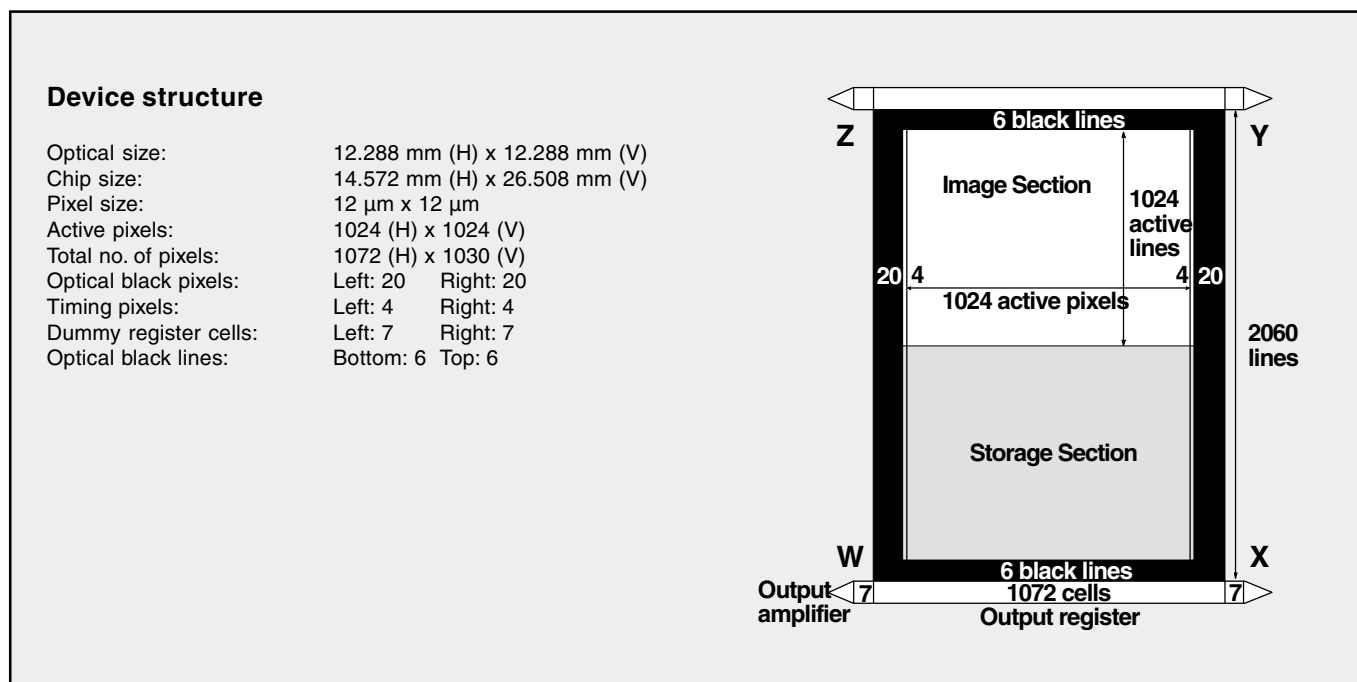 Device structure
Optical size: 12.288 mm (H) x 12.288 mm (V)
Chip size: 14.572 mm (H) x 26.508 mm (V)
Pixel size: 12 µm x 12 µm
Active pixels: 1024 (H) x 1024 (V)
Total no. of pixels: 1072 (H) x 1030 (V)
Optical black pixels: Left: 20 Right: 20
Timing pixels: Left: 4 Right: 4
Dummy register cells: Left: 7 Right: 7
Optical black lines: Bottom: 6 Top: 6
Z 6 black lines Y
Image Section
1024
active
lines
20 4 4 20
1024 active pixels
2060
lines
Storage Section
W X
6 black lines
Output
amplifier
7 1072 cells 7
Output register